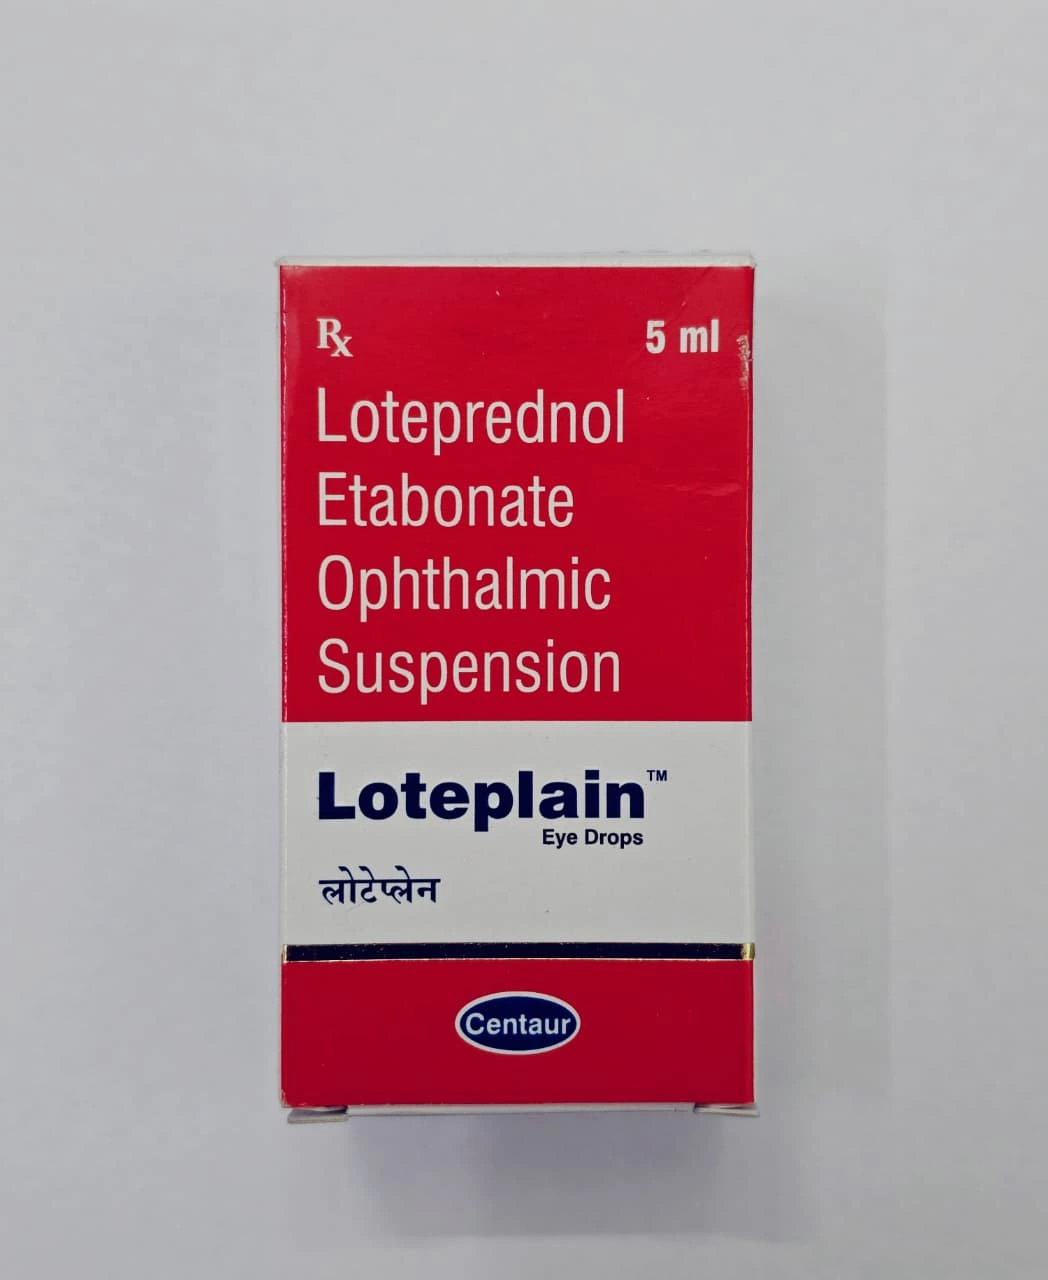 Rx 5 ml
Loteprednol
Etabonate
Ophthalmic
Suspension
Loteplain™
Eye Drops
लोटेप्लेन
Centaur